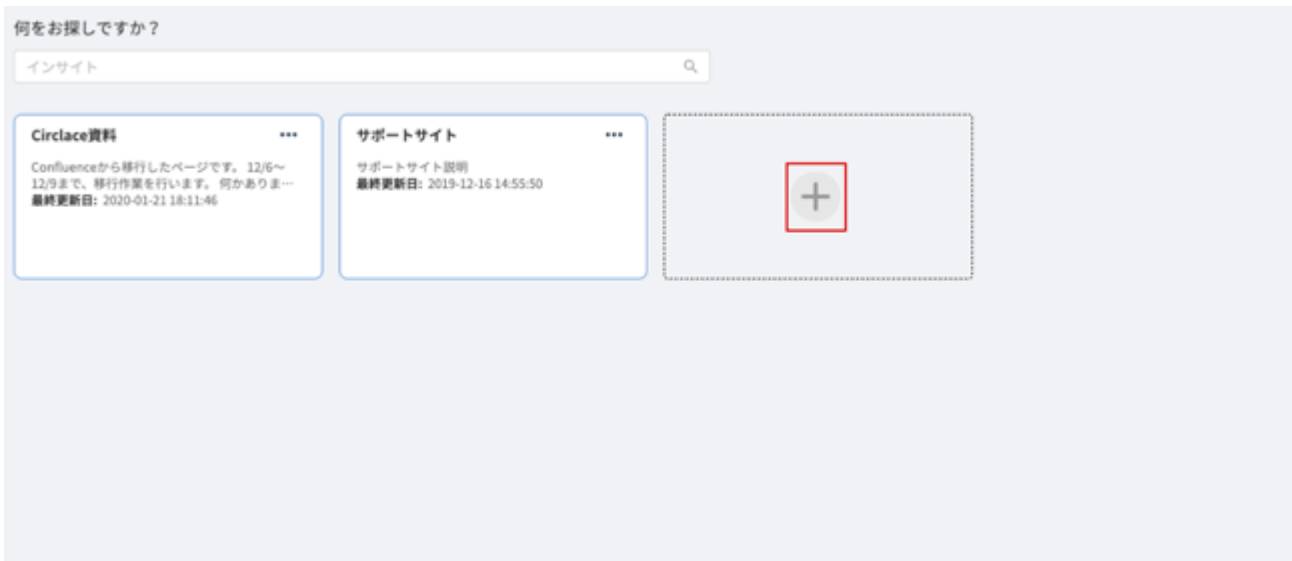 何をお探しですか？
インサイト
Circlace資料
Confluenceから移行したページです。 12/6〜
12/9まで、移行作業を行います。 何かありま…
最終更新日: 2020-01-21 18:11:46
サポートサイト
サポートサイト説明
最終更新日: 2019-12-16 14:55:50